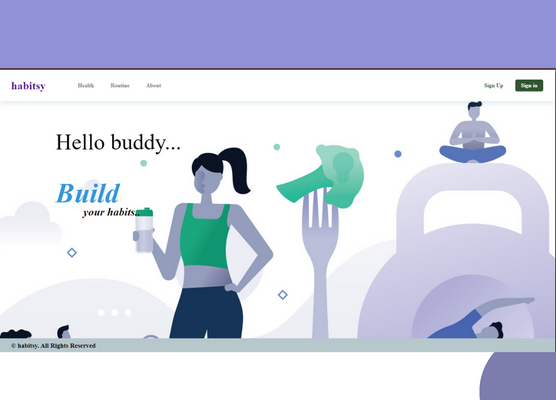 habitsy
Health Routine About
Sign Up Sign in
Hello buddy...
Build
your habits..
© habitsy. All Rights Reserved